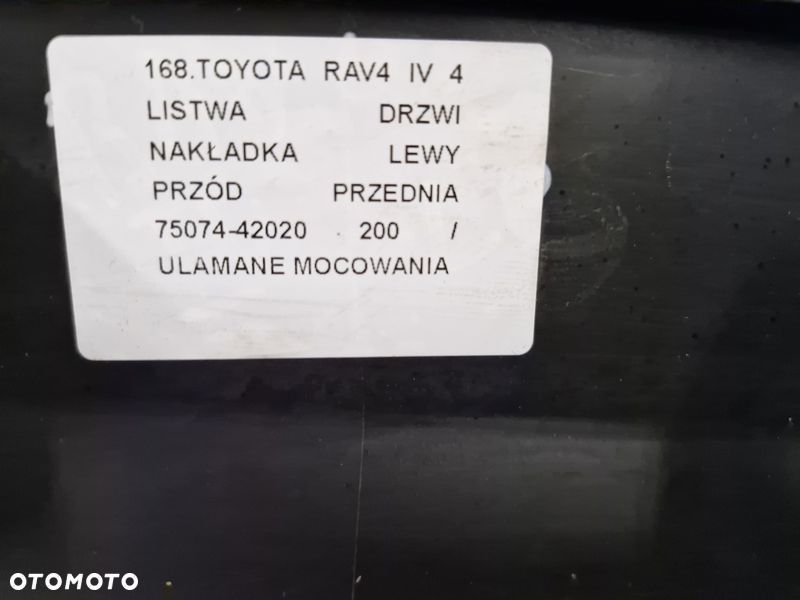 168.TOYOTA RAV4 IV 4
LISTWA DRZWI
NAKŁADKA LEWY
PRZÓD PRZEDNIA
75074-42020 200 /
ULAMANE MOCOWANIA
OTOMOTO